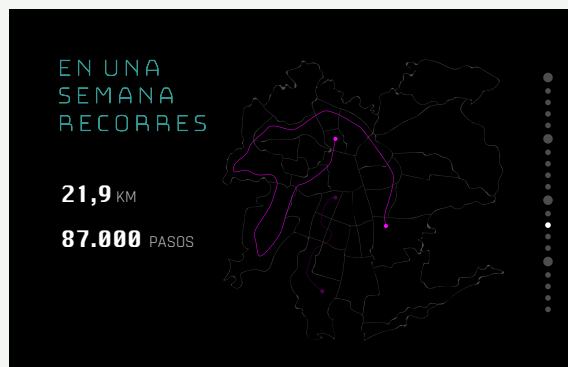 EN UNA
SEMANA
RECORRES
21,9 KM
87.000 PASOS